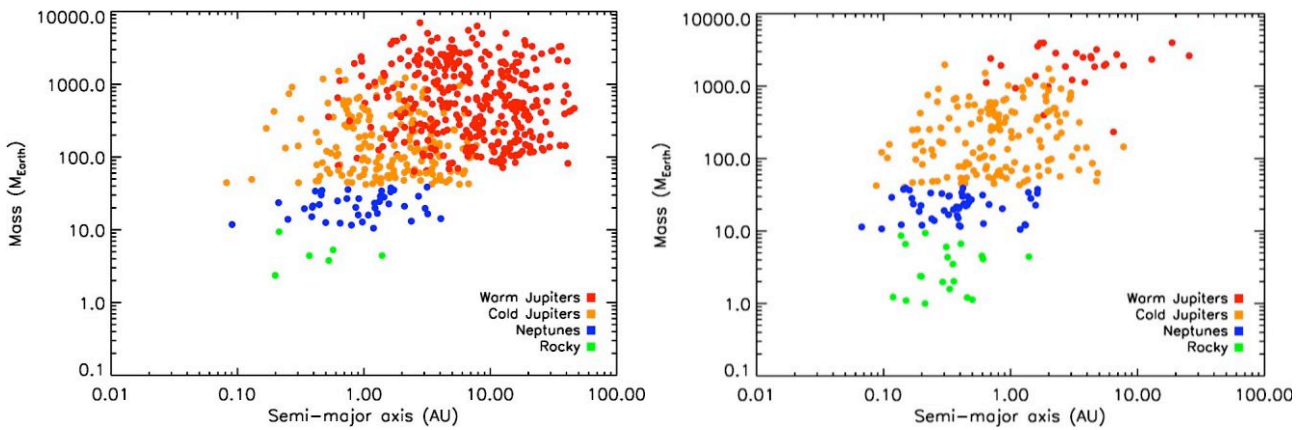 10000.0
1000.0
100.0
10.0
1.0
0.1
Mass (M_Earth)
Warm Jupiters
Cold Jupiters
Neptunes
Rocky
0.01
0.10
1.00
10.00
100.00
Semi-major axis (AU)
10000.0
1000.0
100.0
10.0
1.0
0.1
Mass (M_Earth)
Warm Jupiters
Cold Jupiters
Neptunes
Rocky
0.01
0.10
1.00
10.00
100.00
Semi-major axis (AU)